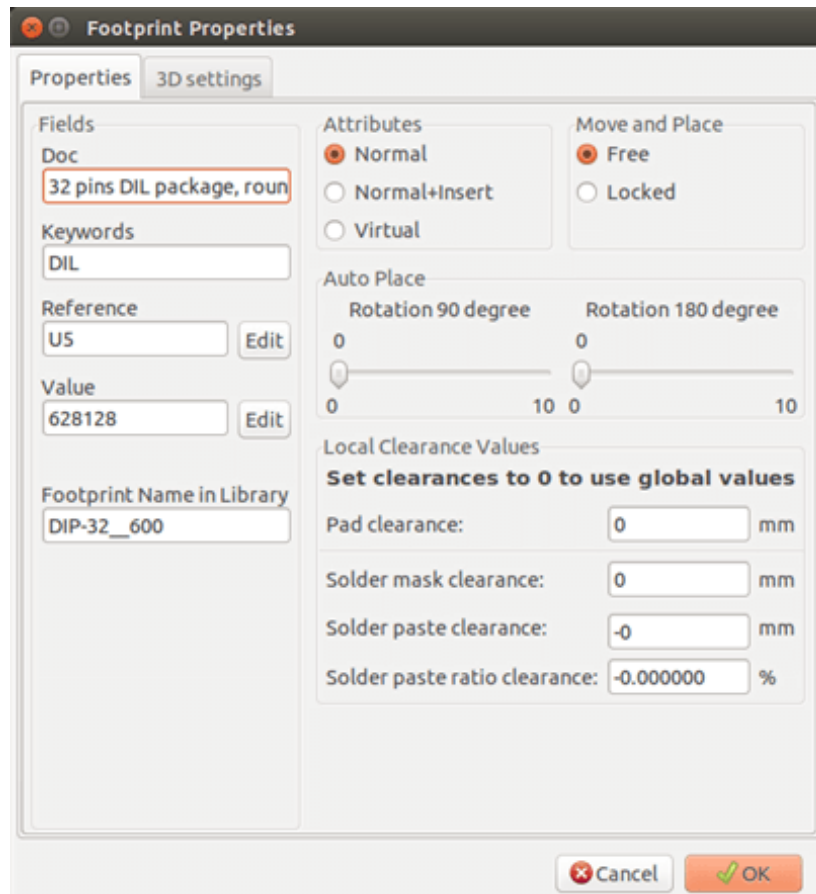 Footprint Properties
Properties
3D settings
Fields
Doc
32 pins DIL package, roun
Keywords
DIL
Reference
U5
Edit
Value
628128
Edit
Footprint Name in Library
DIP-32__600
Attributes
Normal
Normal+Insert
Virtual
Move and Place
Free
Locked
Auto Place
Rotation 90 degree
0
0
10
Rotation 180 degree
0
0
10
Local Clearance Values
Set clearances to 0 to use global values
Pad clearance:
0
mm
Solder mask clearance:
0
mm
Solder paste clearance:
-0
mm
Solder paste ratio clearance:
-0.000000
%
Cancel
OK